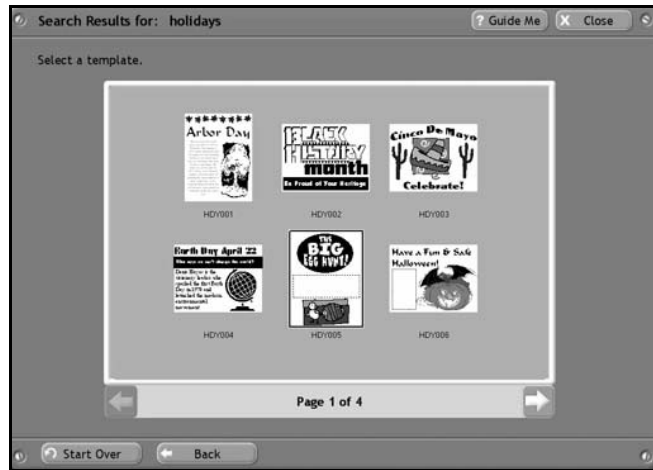 Search Results for: holidays
? Guide Me
X Close
Select a template.
Arbor Day
HDY001
BLACK
HISTORY
month
Be Proud of Your Heritage
HDY002
Cinco De Mayo
Celebrate!
HDY003
Earth Day April 22
HDY004
THE
BIG
EGG HUNT!
HDY005
Have a Fun & Safe
Halloween!
HDY006
Page 1 of 4
Start Over
Back